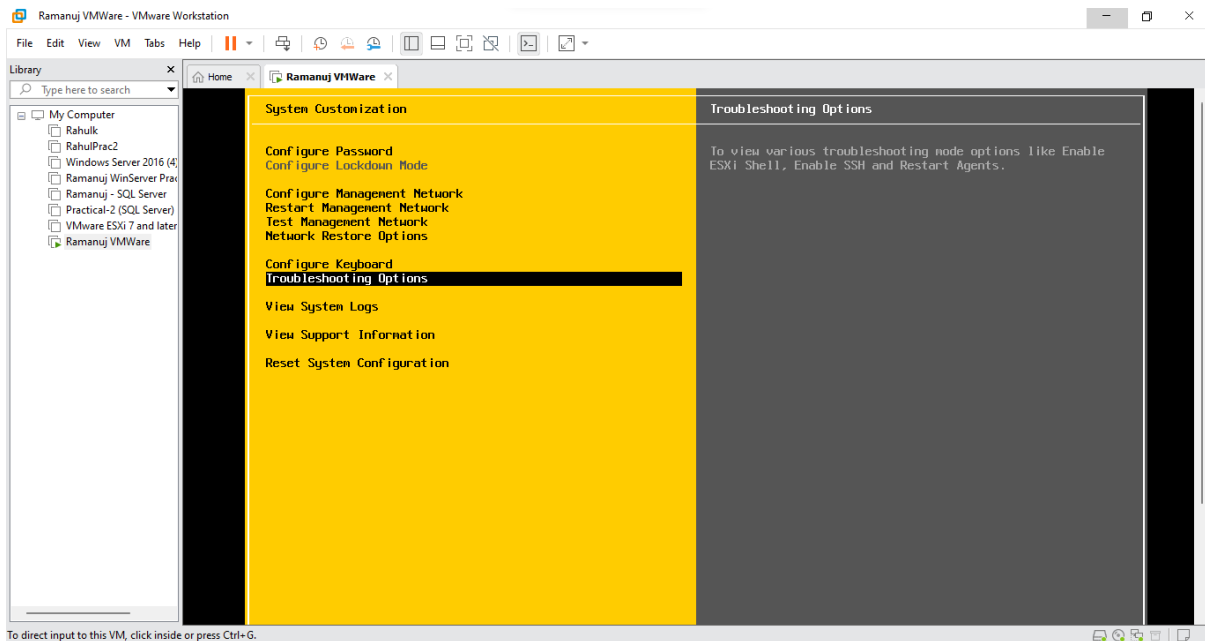 Ramanuj VMWare - VMware Workstation
File Edit View VM Tabs Help
Library
Type here to search
Home
Ramanuj VMWare
My Computer
Rahulk
RahulPrac2
Windows Server 2016 (4)
Ramanuj WinServer Prac
Ramanuj - SQL Server
Practical-2 (SQL Server)
VMware ESXi 7 and later
Ramanuj VMWare
System Customization
Configure Password
Configure Lockdown Mode
Configure Management Network
Restart Management Network
Test Management Network
Network Restore Options
Configure Keyboard
Troubleshooting Options
View System Logs
View Support Information
Reset System Configuration
Troubleshooting Options
To view various troubleshooting mode options like Enable
ESXi Shell, Enable SSH and Restart Agents.
To direct input to this VM, click inside or press Ctrl+G.